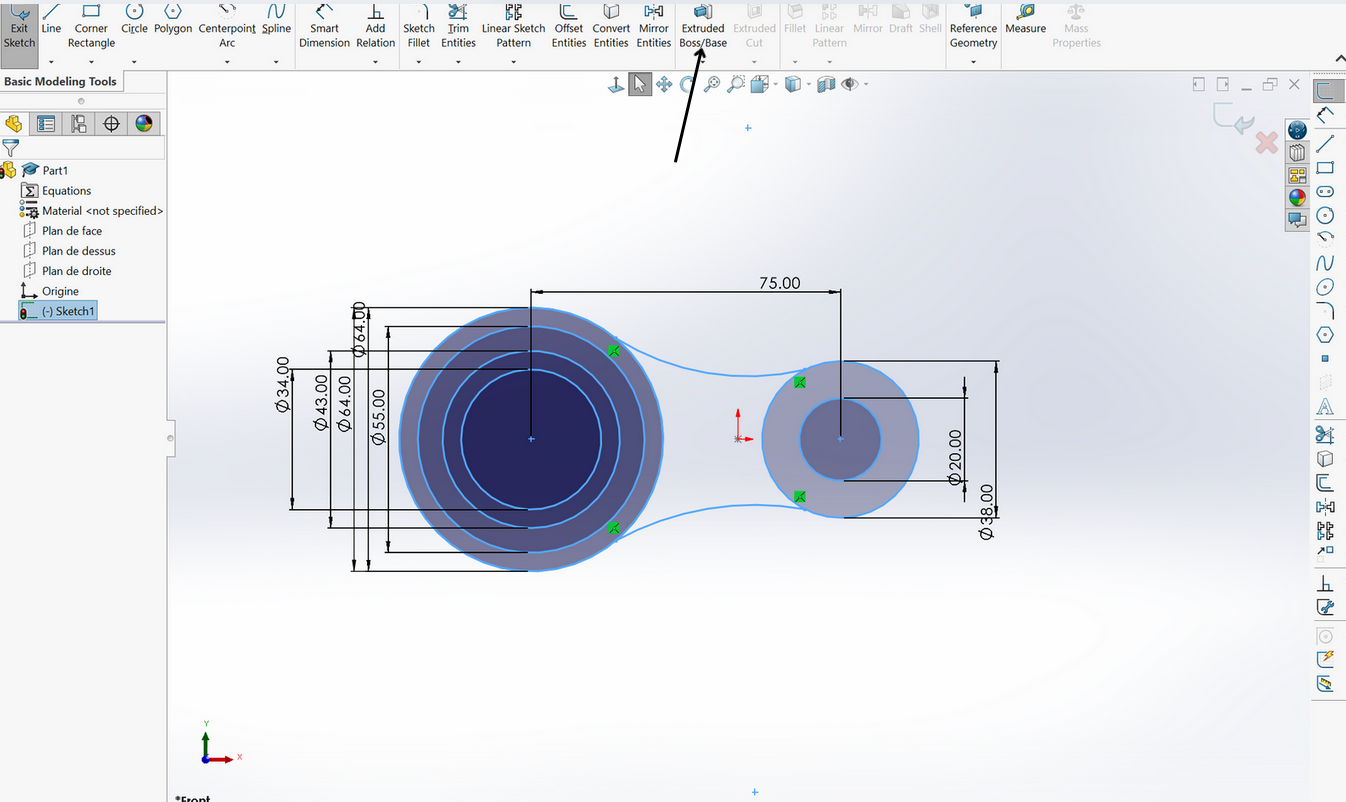 Exit Sketch
Line
Corner Rectangle
Circle
Polygon
Centerpoint Arc
Spline
Smart Dimension
Add Relation
Sketch Fillet
Trim Entities
Linear Sketch Pattern
Offset Entities
Convert Entities
Mirror Entities
Extruded Boss/Base
Extruded Cut
Fillet
Linear Pattern
Mirror
Draft
Shell
Reference Geometry
Measure
Mass Properties
Basic Modeling Tools
Part1
Equations
Material <not specified>
Plan de face
Plan de dessus
Plan de droite
Origine
(-) Sketch1
75.00
Ø64.00
Ø34.00
Ø43.00
Ø64.00
Ø55.00
Ø20.00
Ø38.00
Y
X
*Front